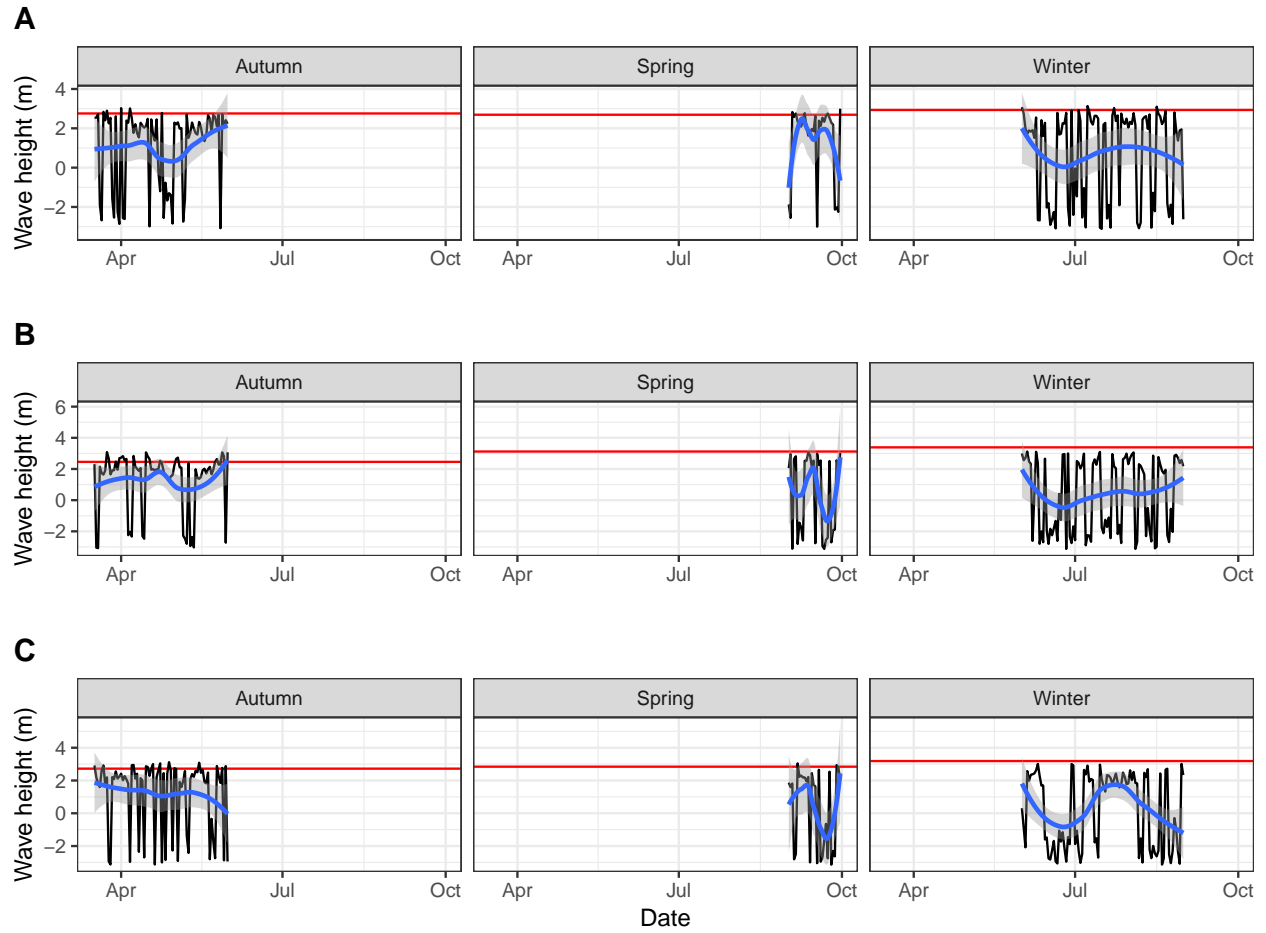 A
Autumn Spring Winter
4
2
0
−2
Wave height (m)
Apr Jul Oct Apr Jul Oct Apr Jul Oct
B
Autumn Spring Winter
6
4
2
0
−2
Wave height (m)
Apr Jul Oct Apr Jul Oct Apr Jul Oct
C
Autumn Spring Winter
4
2
0
−2
Wave height (m)
Apr Jul Oct Apr Jul Oct Apr Jul Oct
Date